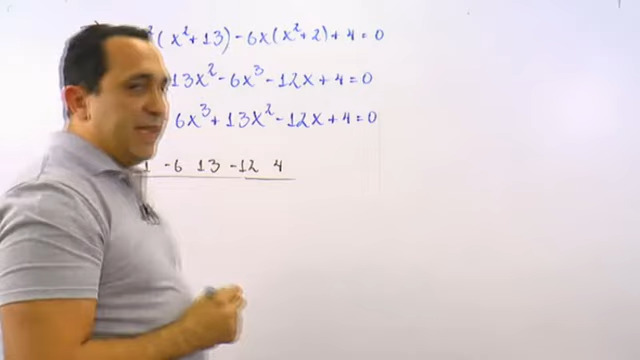 ²(x²+13) - 6x(x²+2) + 4 = 0
13x² - 6x³ - 12x + 4 = 0
6x³ + 13x² - 12x + 4 = 0
1 -6 13 -12 4